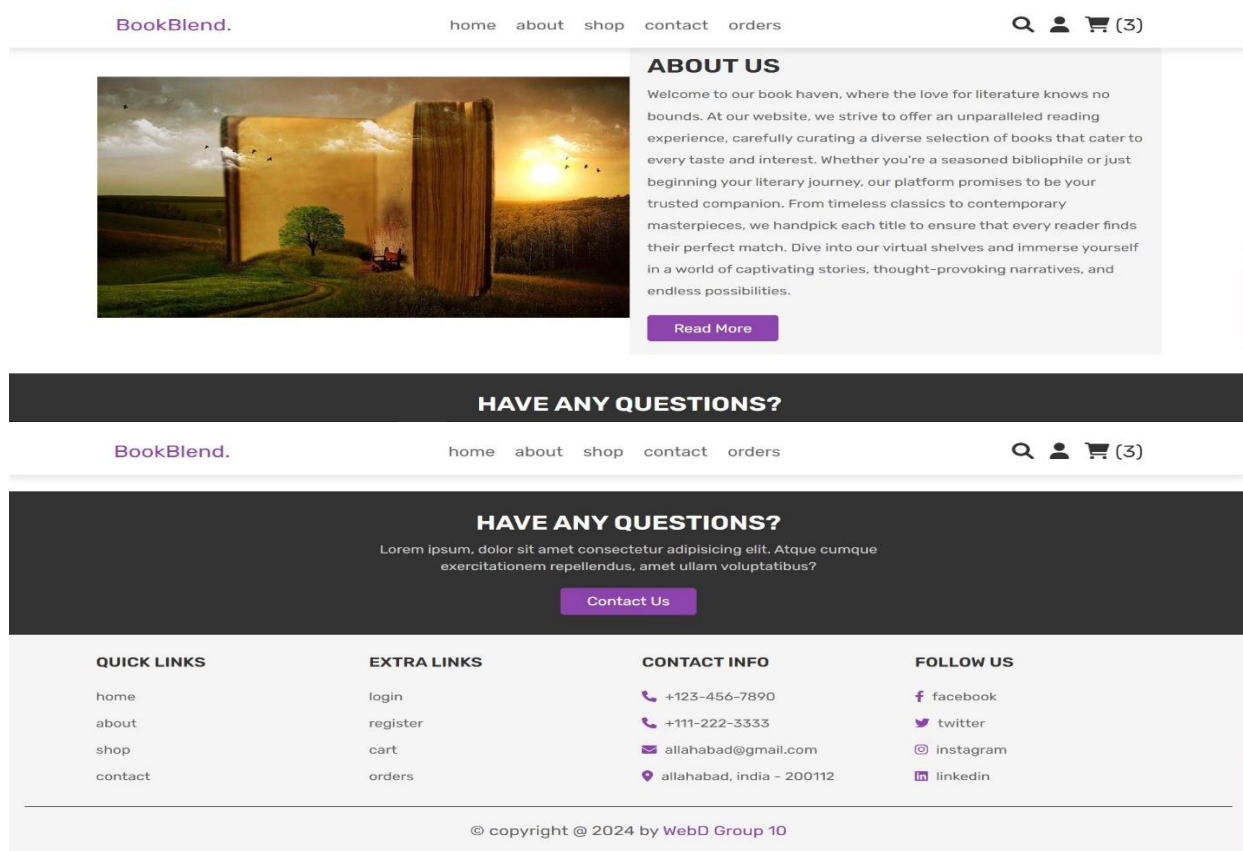 BookBlend.
home about shop contact orders
(3)
ABOUT US
Welcome to our book haven, where the love for literature knows no
bounds. At our website, we strive to offer an unparalleled reading
experience, carefully curating a diverse selection of books that cater to
every taste and interest. Whether you're a seasoned bibliophile or just
beginning your literary journey, our platform promises to be your
trusted companion. From timeless classics to contemporary
masterpieces, we handpick each title to ensure that every reader finds
their perfect match. Dive into our virtual shelves and immerse yourself
in a world of captivating stories, thought-provoking narratives, and
endless possibilities.
Read More
HAVE ANY QUESTIONS?
BookBlend.
home about shop contact orders
(3)
HAVE ANY QUESTIONS?
Lorem ipsum, dolor sit amet consectetur adipisicing elit. Atque cumque
exercitationem repellendus, amet ullam voluptatibus?
Contact Us
QUICK LINKS
home
about
shop
contact
EXTRA LINKS
login
register
cart
orders
CONTACT INFO
+123-456-7890
+111-222-3333
allahabad@gmail.com
allahabad, india - 200112
FOLLOW US
facebook
twitter
instagram
linkedin
© copyright @ 2024 by WebD Group 10